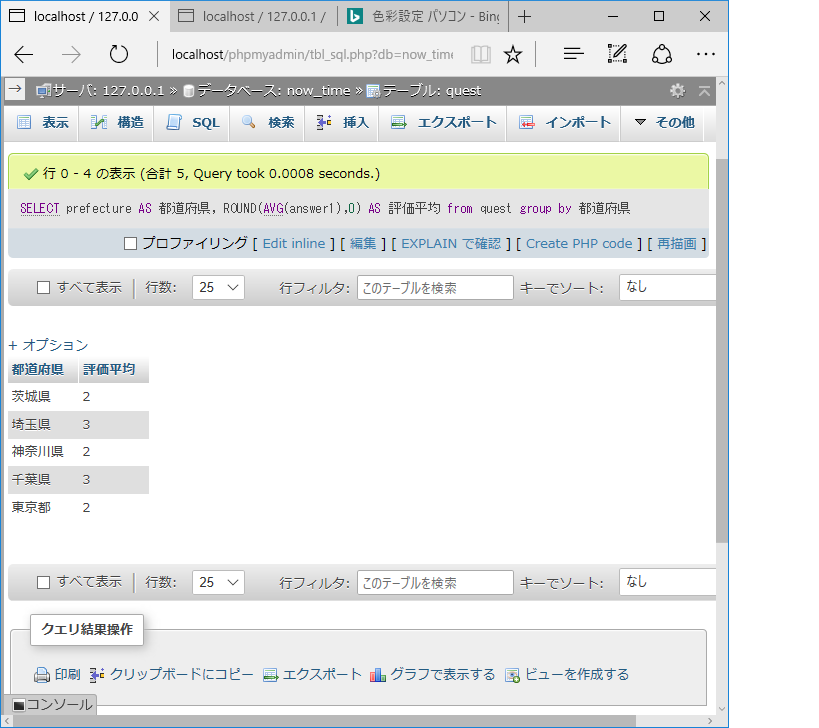 localhost / 127.0.0 localhost / 127.0.0.1 / 色彩設定 パソコン - Bing
localhost/phpmyadmin/tbl_sql.php?db=now_time
サーバ: 127.0.0.1 » データベース: now_time » テーブル: quest
表示 構造 SQL 検索 挿入 エクスポート インポート その他
行 0 - 4 の表示 (合計 5, Query took 0.0008 seconds.)
SELECT prefecture AS 都道府県, ROUND(AVG(answer1),0) AS 評価平均 from quest group by 都道府県
プロファイリング [ Edit inline ] [ 編集 ] [ EXPLAIN で確認 ] [ Create PHP code ] [ 再描画 ]
すべて表示 行数: 25 行フィルタ: このテーブルを検索 キーでソート: なし
+ オプション
都道府県 評価平均
茨城県 2
埼玉県 3
神奈川県 2
千葉県 3
東京都 2
すべて表示 行数: 25 行フィルタ: このテーブルを検索 キーでソート: なし
クエリ結果操作
印刷 クリップボードにコピー エクスポート グラフで表示する ビューを作成する
コンソール